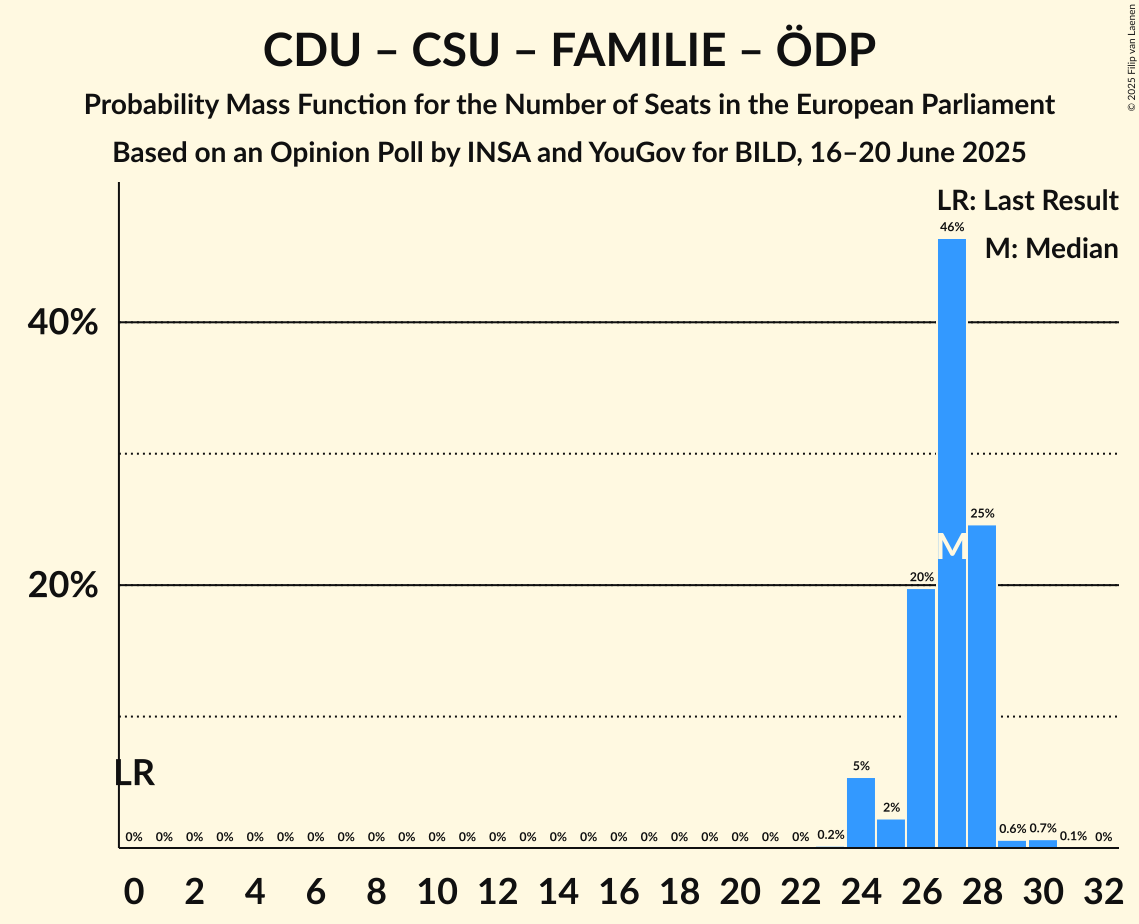 © 2025 Filip van Laenen
CDU – CSU – FAMILIE – ÖDP
Probability Mass Function for the Number of Seats in the European Parliament
Based on an Opinion Poll by INSA and YouGov for BILD, 16–20 June 2025
LR: Last Result
M: Median
46%
40%
25%
M
20%
20%
LR
5%
2%
0% 0% 0% 0% 0% 0% 0% 0% 0% 0% 0% 0% 0% 0% 0% 0% 0% 0% 0% 0% 0% 0% 0% 0.2% 0.6% 0.7% 0.1% 0%
0 2 4 6 8 10 12 14 16 18 20 22 24 26 28 30 32